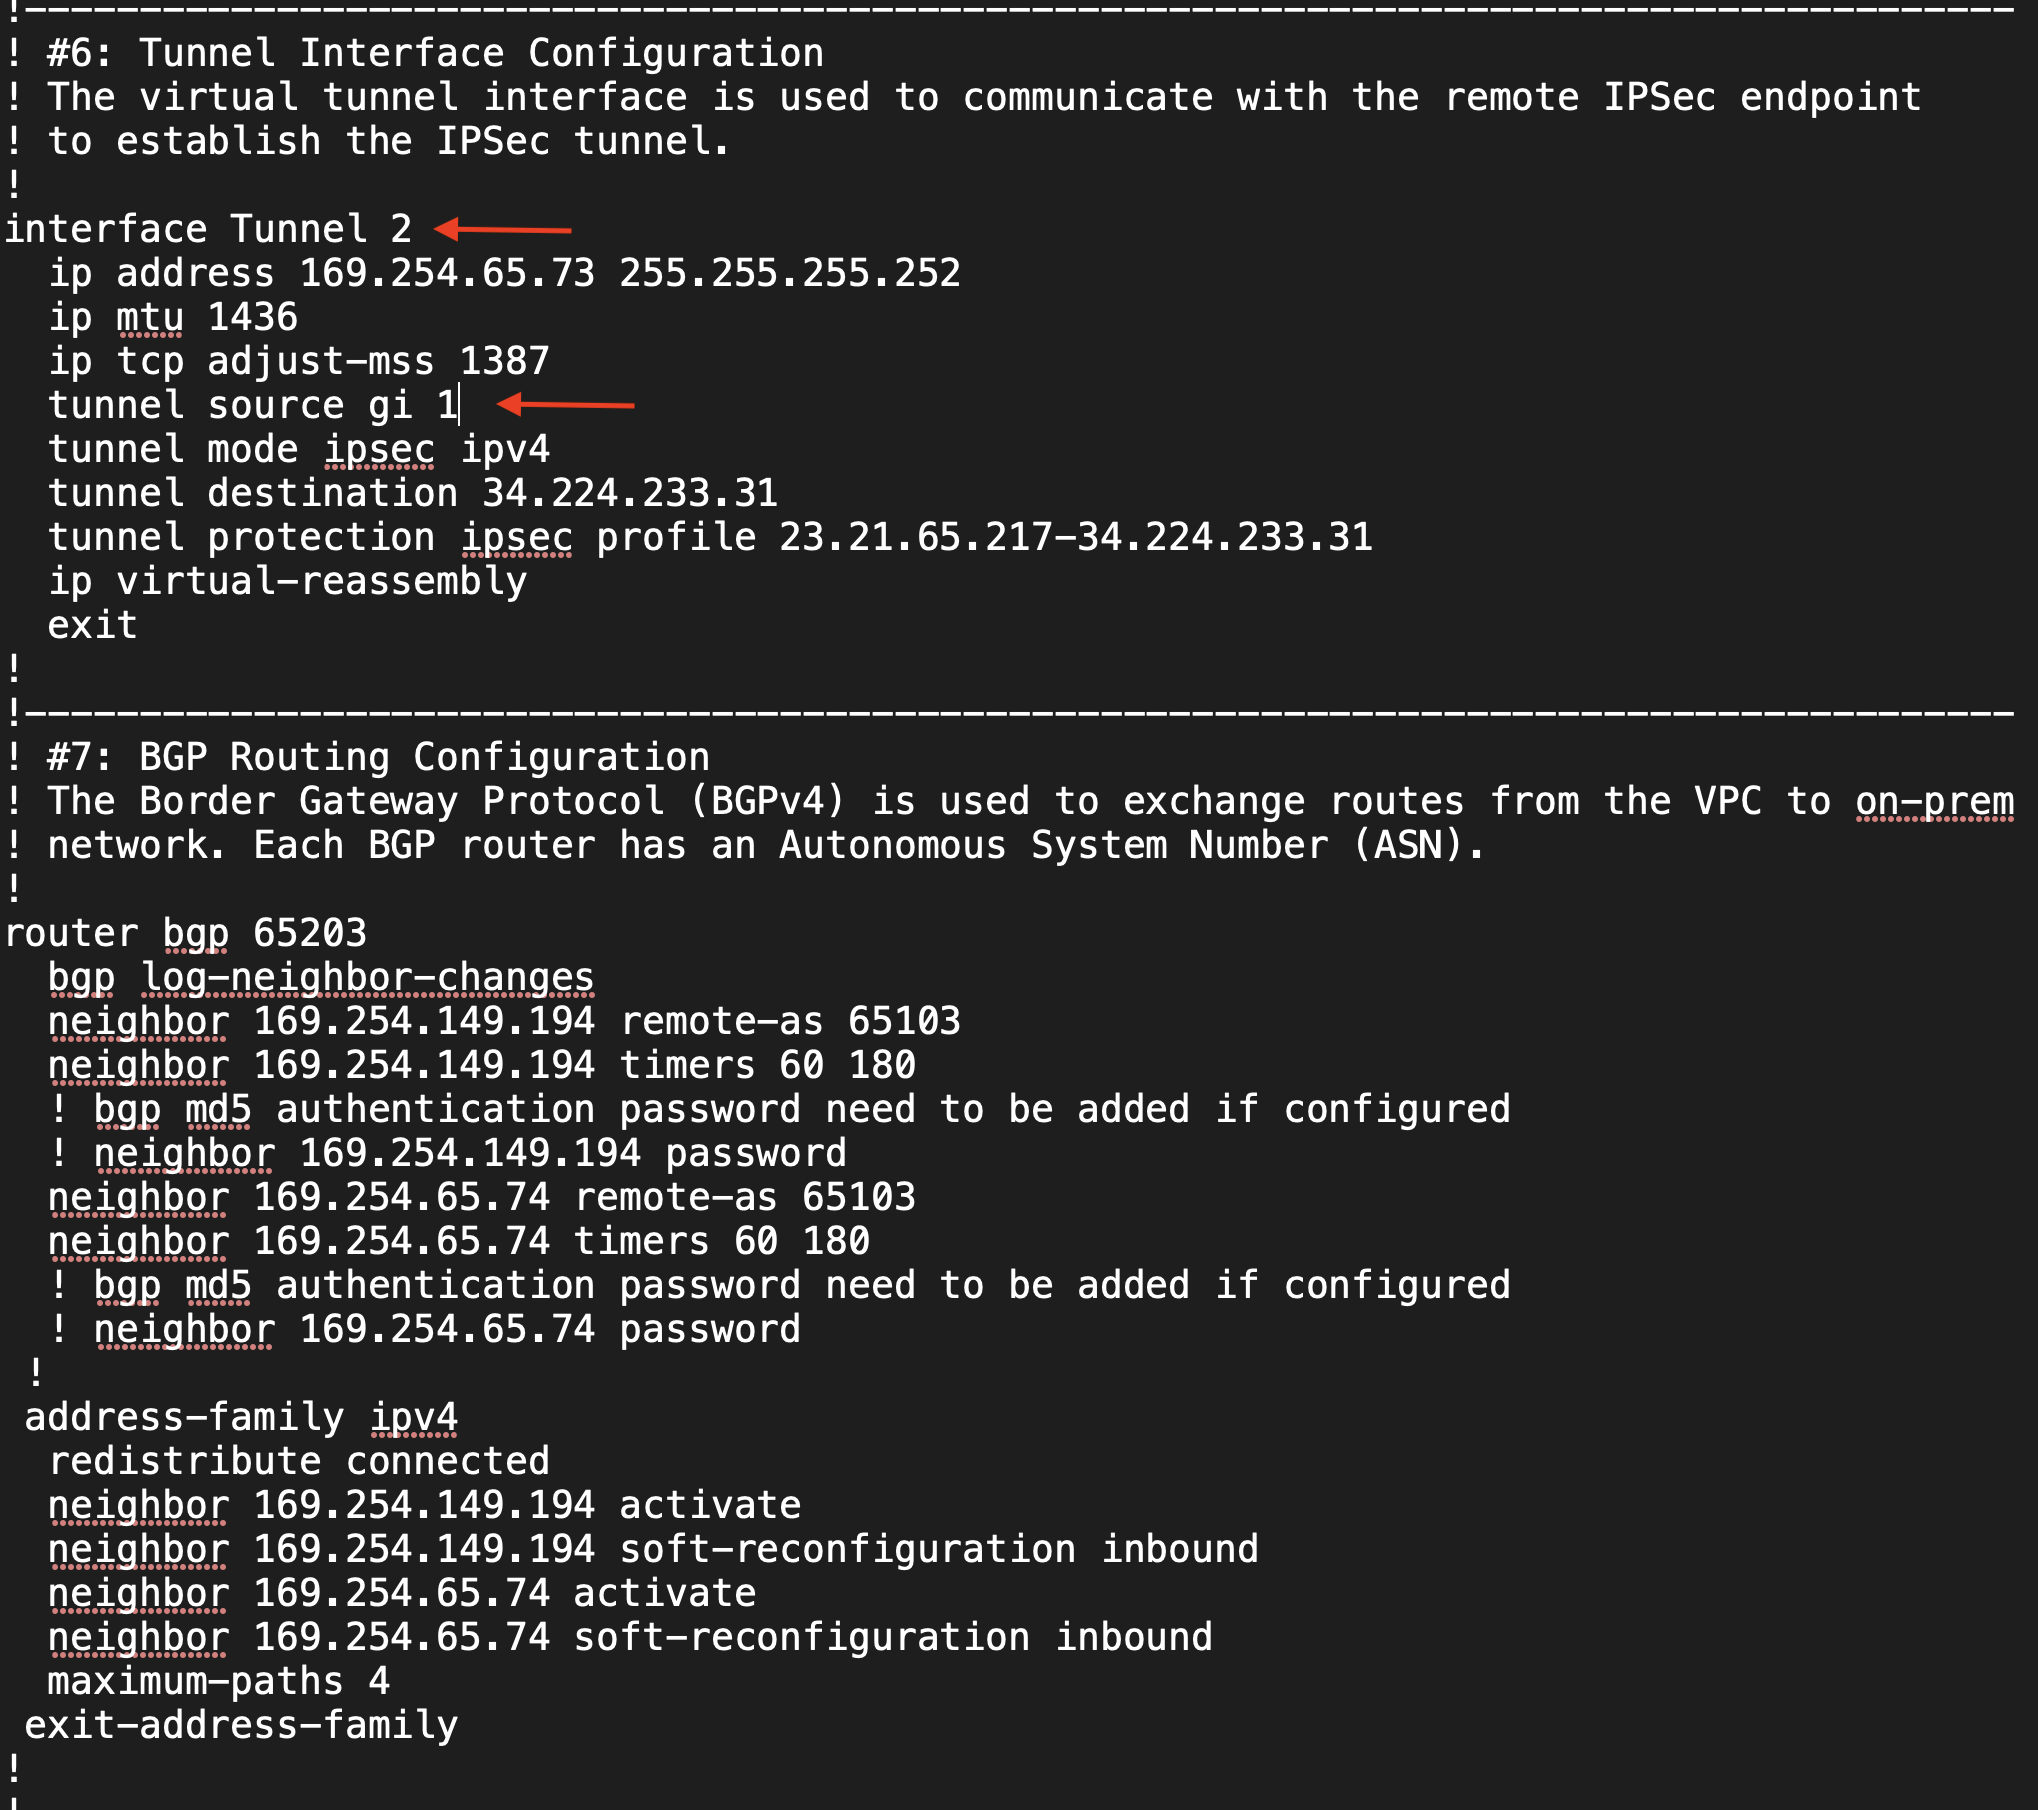 !---------------------------------------------------------------------------------------
! #6: Tunnel Interface Configuration
! The virtual tunnel interface is used to communicate with the remote IPSec endpoint
! to establish the IPSec tunnel.
!
interface Tunnel 2
ip address 169.254.65.73 255.255.255.252
ip mtu 1436
ip tcp adjust-mss 1387
tunnel source gi 1
tunnel mode ipsec ipv4
tunnel destination 34.224.233.31
tunnel protection ipsec profile 23.21.65.217-34.224.233.31
ip virtual-reassembly
exit
!
!---------------------------------------------------------------------------------------
! #7: BGP Routing Configuration
! The Border Gateway Protocol (BGPv4) is used to exchange routes from the VPC to on-prem
! network. Each BGP router has an Autonomous System Number (ASN).
!
router bgp 65203
bgp log-neighbor-changes
neighbor 169.254.149.194 remote-as 65103
neighbor 169.254.149.194 timers 60 180
! bgp md5 authentication password need to be added if configured
! neighbor 169.254.149.194 password
neighbor 169.254.65.74 remote-as 65103
neighbor 169.254.65.74 timers 60 180
! bgp md5 authentication password need to be added if configured
! neighbor 169.254.65.74 password
!
address-family ipv4
redistribute connected
neighbor 169.254.149.194 activate
neighbor 169.254.149.194 soft-reconfiguration inbound
neighbor 169.254.65.74 activate
neighbor 169.254.65.74 soft-reconfiguration inbound
maximum-paths 4
exit-address-family
!
!